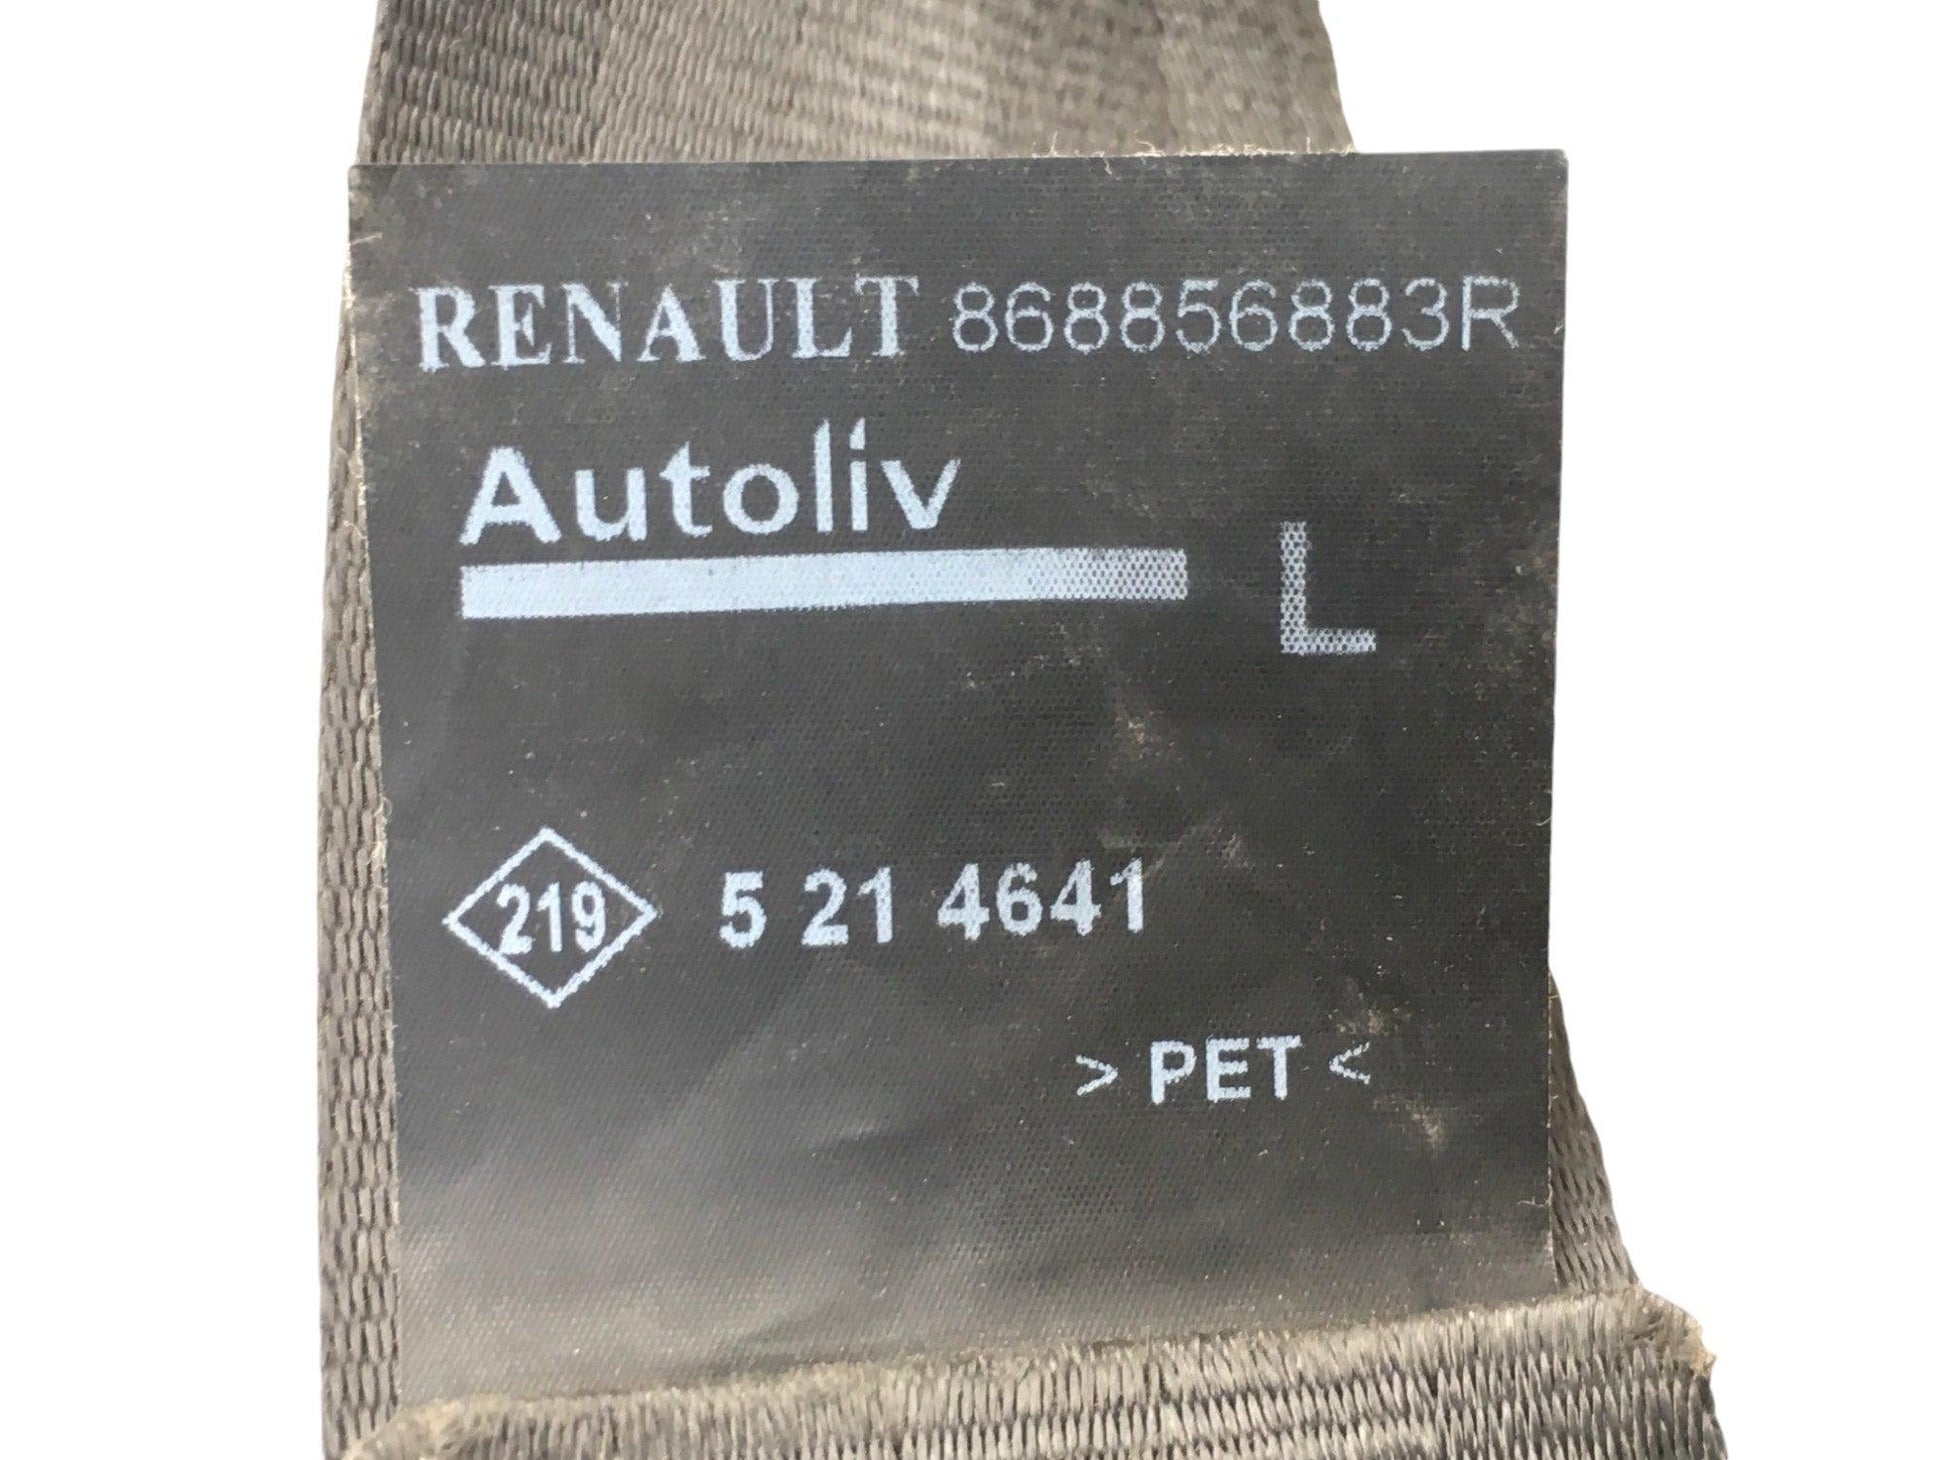 RENAULT 868856883R
Autoliv
L
219 5 21 4641
> PET <